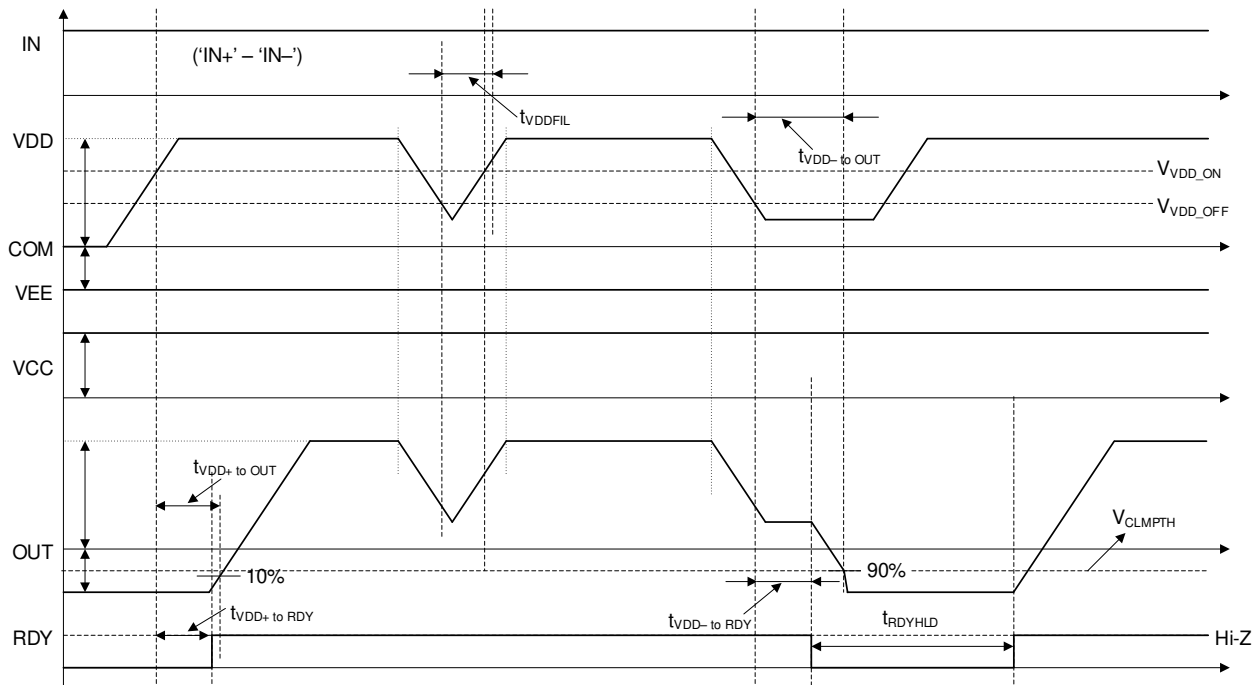 IN
('IN+' – 'IN–')
tVDDFIL
VDD
tVDD– to OUT
VVDD_ON
VVDD_OFF
COM
VEE
VCC
tVDD+ to OUT
VCLMPTH
OUT
10%
90%
tVDD+ to RDY
tVDD– to RDY
tRDYHLD
RDY
Hi-Z